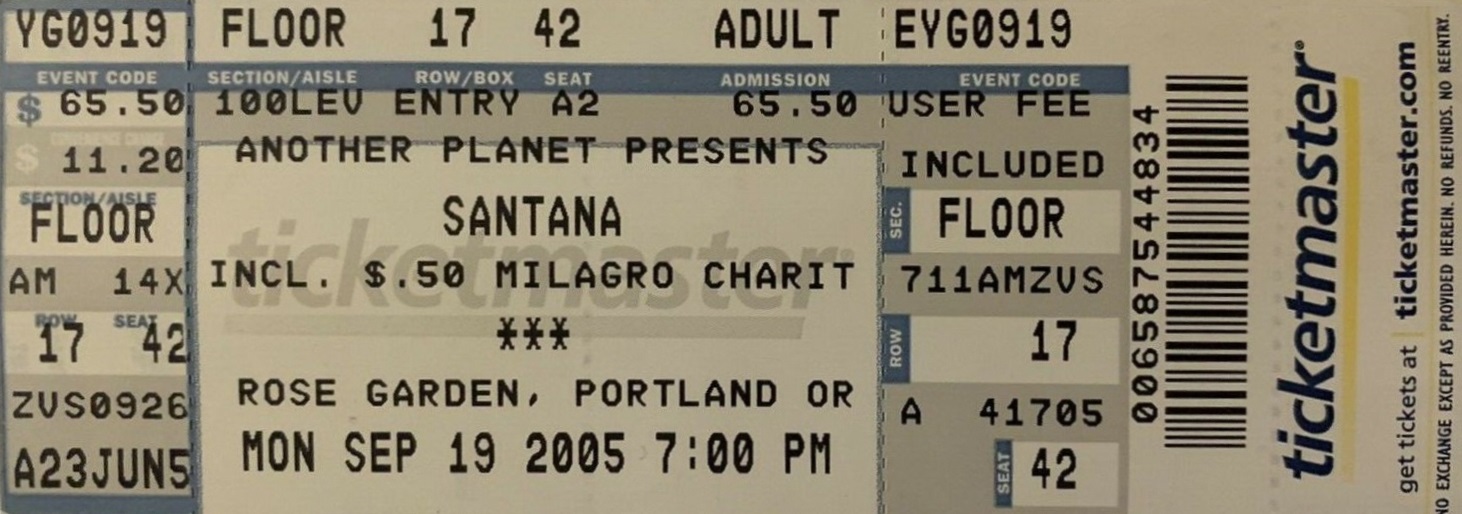 YG0919 FLOOR 17 42 ADULT EYG0919
EVENT CODE SECTION/AISLE ROW/BOX SEAT ADMISSION EVENT CODE
$ 65.50 100LEV ENTRY A2 65.50 USER FEE
CONVENIENCE CHARGE
$ 11.20 ANOTHER PLANET PRESENTS INCLUDED
SECTION/AISLE
FLOOR SANTANA SEC. FLOOR
ticketmaster
AM 14X INCL. $.50 MILAGRO CHARIT 711AMZVS
ROW SEAT
17 42 *** ROW 17
ZVS0926 ROSE GARDEN, PORTLAND OR A 41705
A23JUN5 MON SEP 19 2005 7:00 PM SEAT 42
006587544834
ticketmaster®
get tickets at ticketmaster.com
NO EXCHANGE EXCEPT AS PROVIDED HEREIN. NO REFUNDS. NO REENTRY.